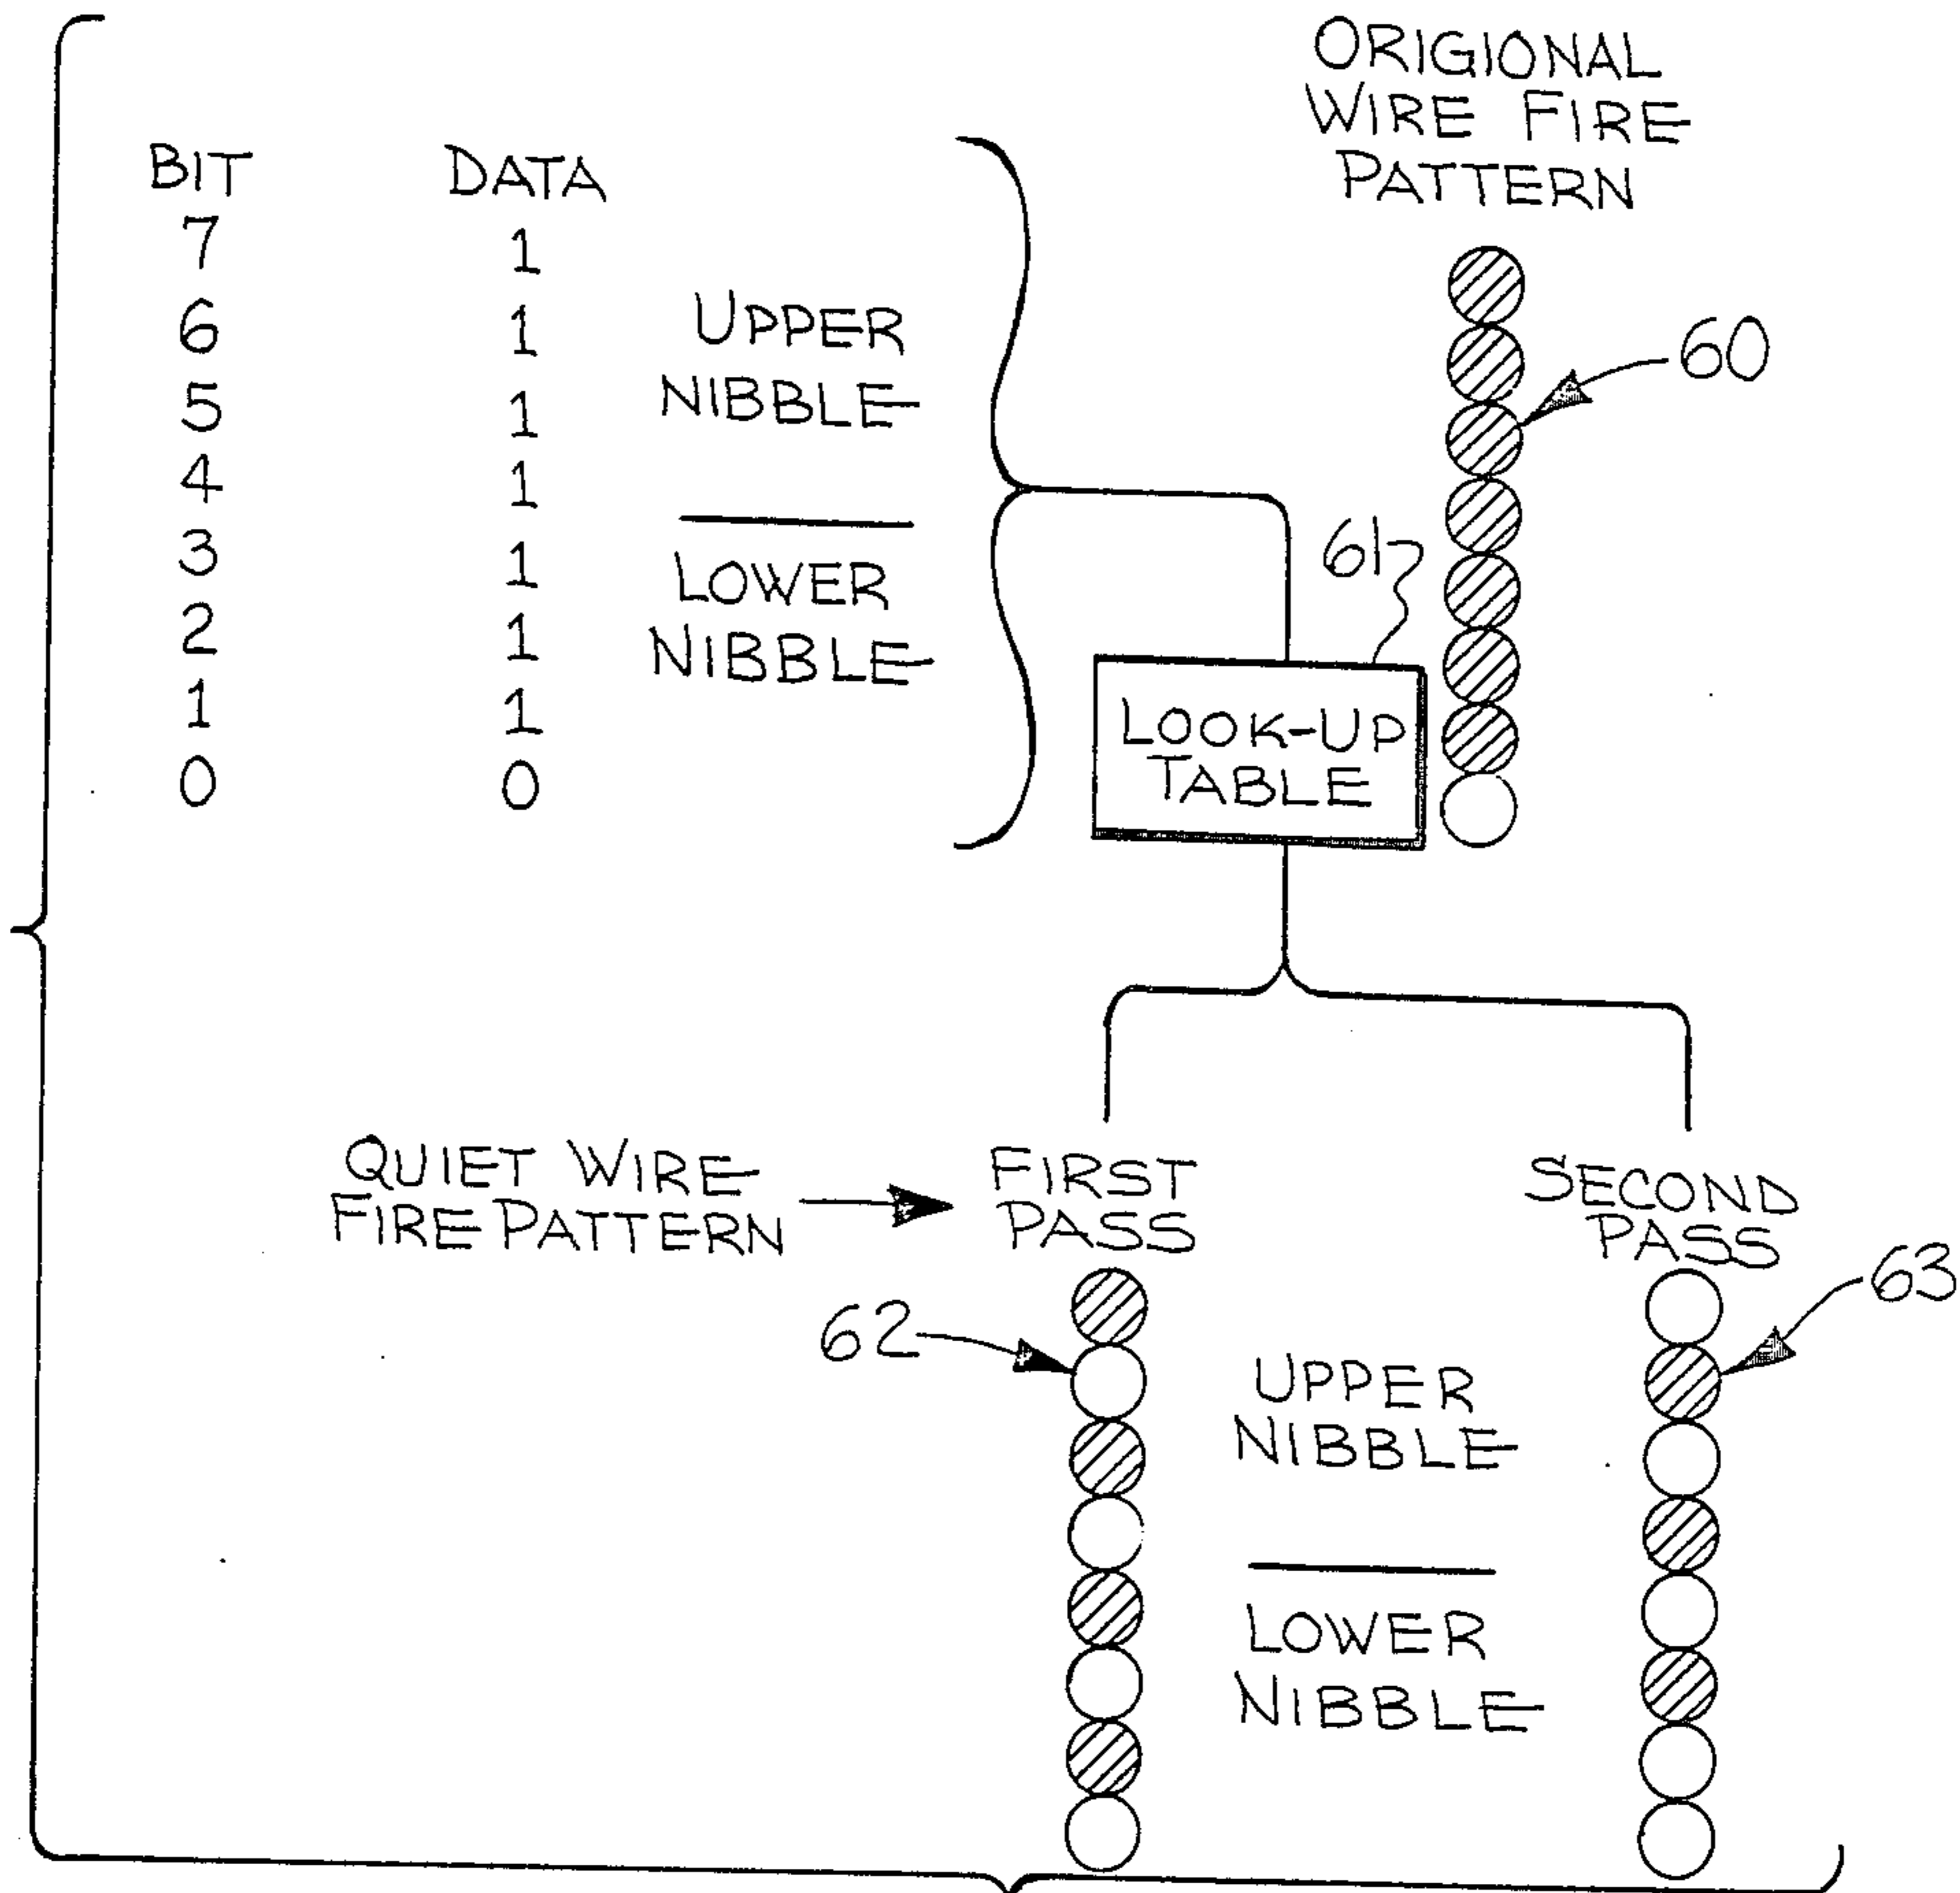 ORIGIONAL
WIRE FIRE
PATTERN
BIT DATA
7 1
6 1
5 1
4 1
3 1
2 1
1 1
0 0
UPPER
NIBBLE
LOWER
NIBBLE
60
61
LOOK-UP
TABLE
QUIET WIRE
FIRE PATTERN
FIRST
PASS
SECOND
PASS
62
63
UPPER
NIBBLE
LOWER
NIBBLE